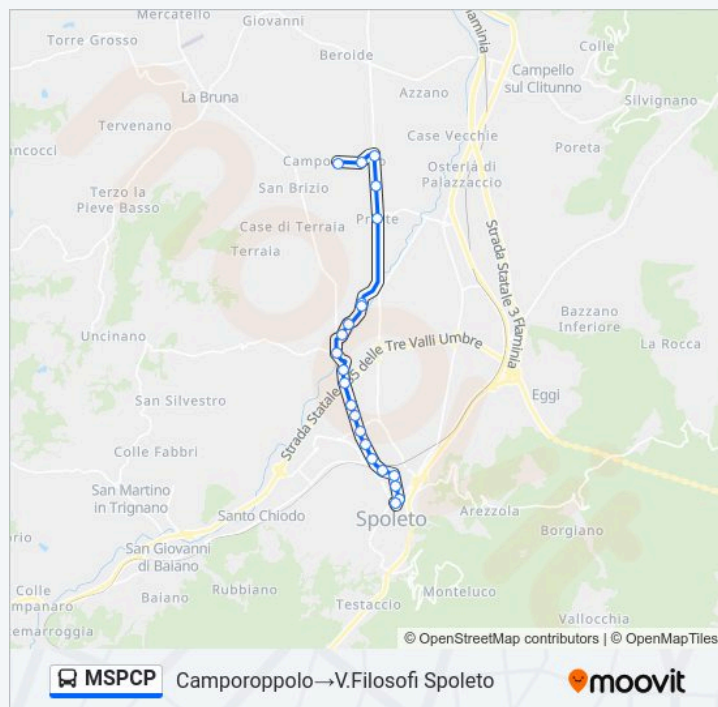 Mercatello
Giovanni
Flaminia
Torre Grosso
Beroide
Colle
Campello
sul Clitunno
La Bruna
Azzano
Silvignano
Tervenano
Case Vecchie
Poreta
Osteria di
Palazzaccio
San Brizio
Terzo la
Pieve Basso
Case di Terraia
Terraia
Strada Statale 3 Flaminia
Bazzano
Inferiore
Uncinano
delle Tre Valli Umbre
La Rocca
Strada Statale
Eggi
San Silvestro
Colle Fabbri
San Martino
in Trignano
Santo Chiodo
Spoleto
Arezzola
Borgiano
San Giovanni
di Baiano
Rubbiano
Colle
Baiano
Testaccio
Monteluco
Vallocchia
© OpenStreetMap contributors | © OpenMapTiles
MSPCP Camporoppolo→V.Filosofi Spoleto moovit